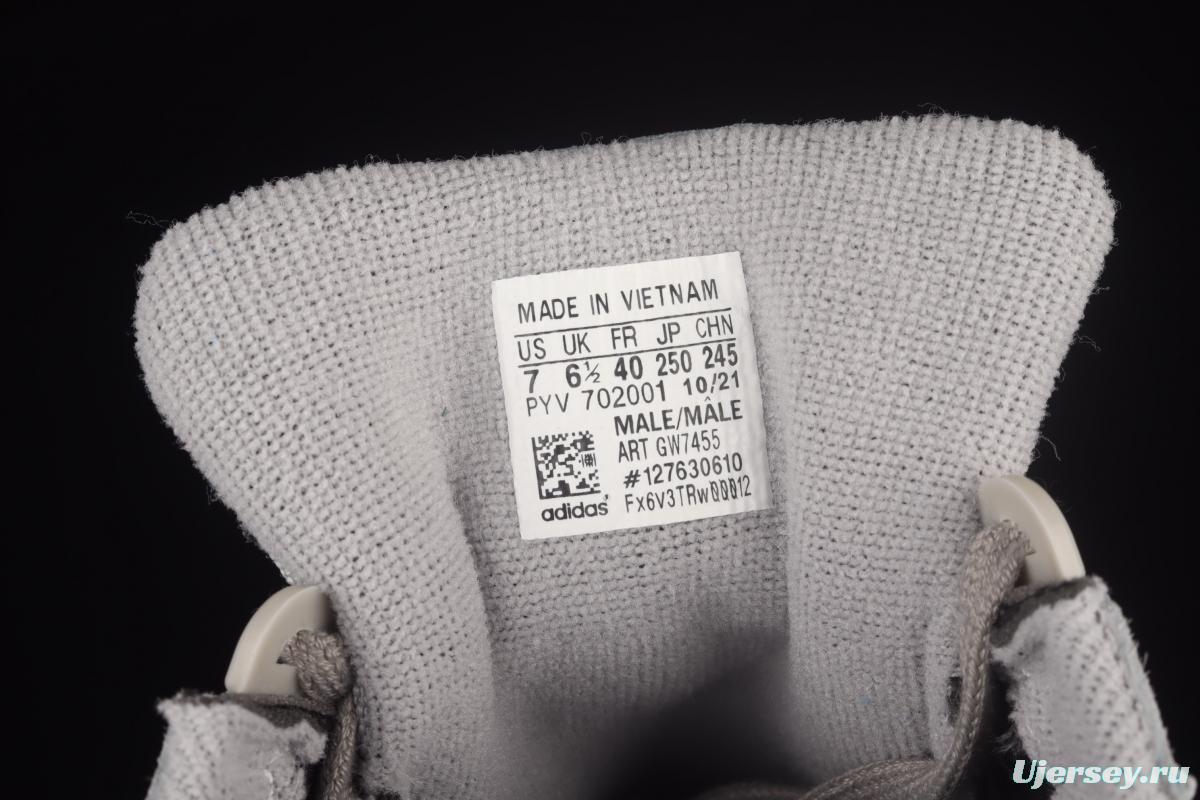 MADE IN VIETNAM
US UK FR JP CHN
7 6½ 40 250 245
PYV 702001 10/21
MALE/MÂLE
ART GW7455
#127630610
Fx6V3TRw00012
adidas
Ujersey.ru